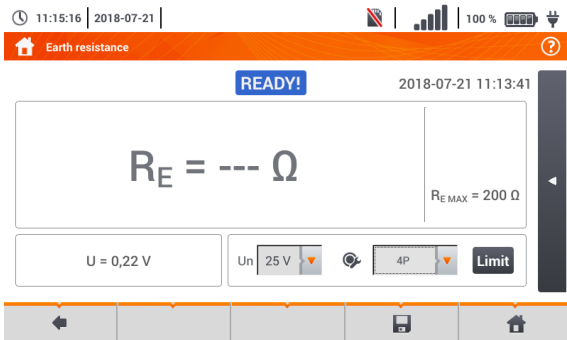 11:15:16 2018-07-21 100 %
Earth resistance ?
READY! 2018-07-21 11:13:41
RE = --- Ω
RE MAX = 200 Ω
U = 0,22 V Un 25 V 4P Limit